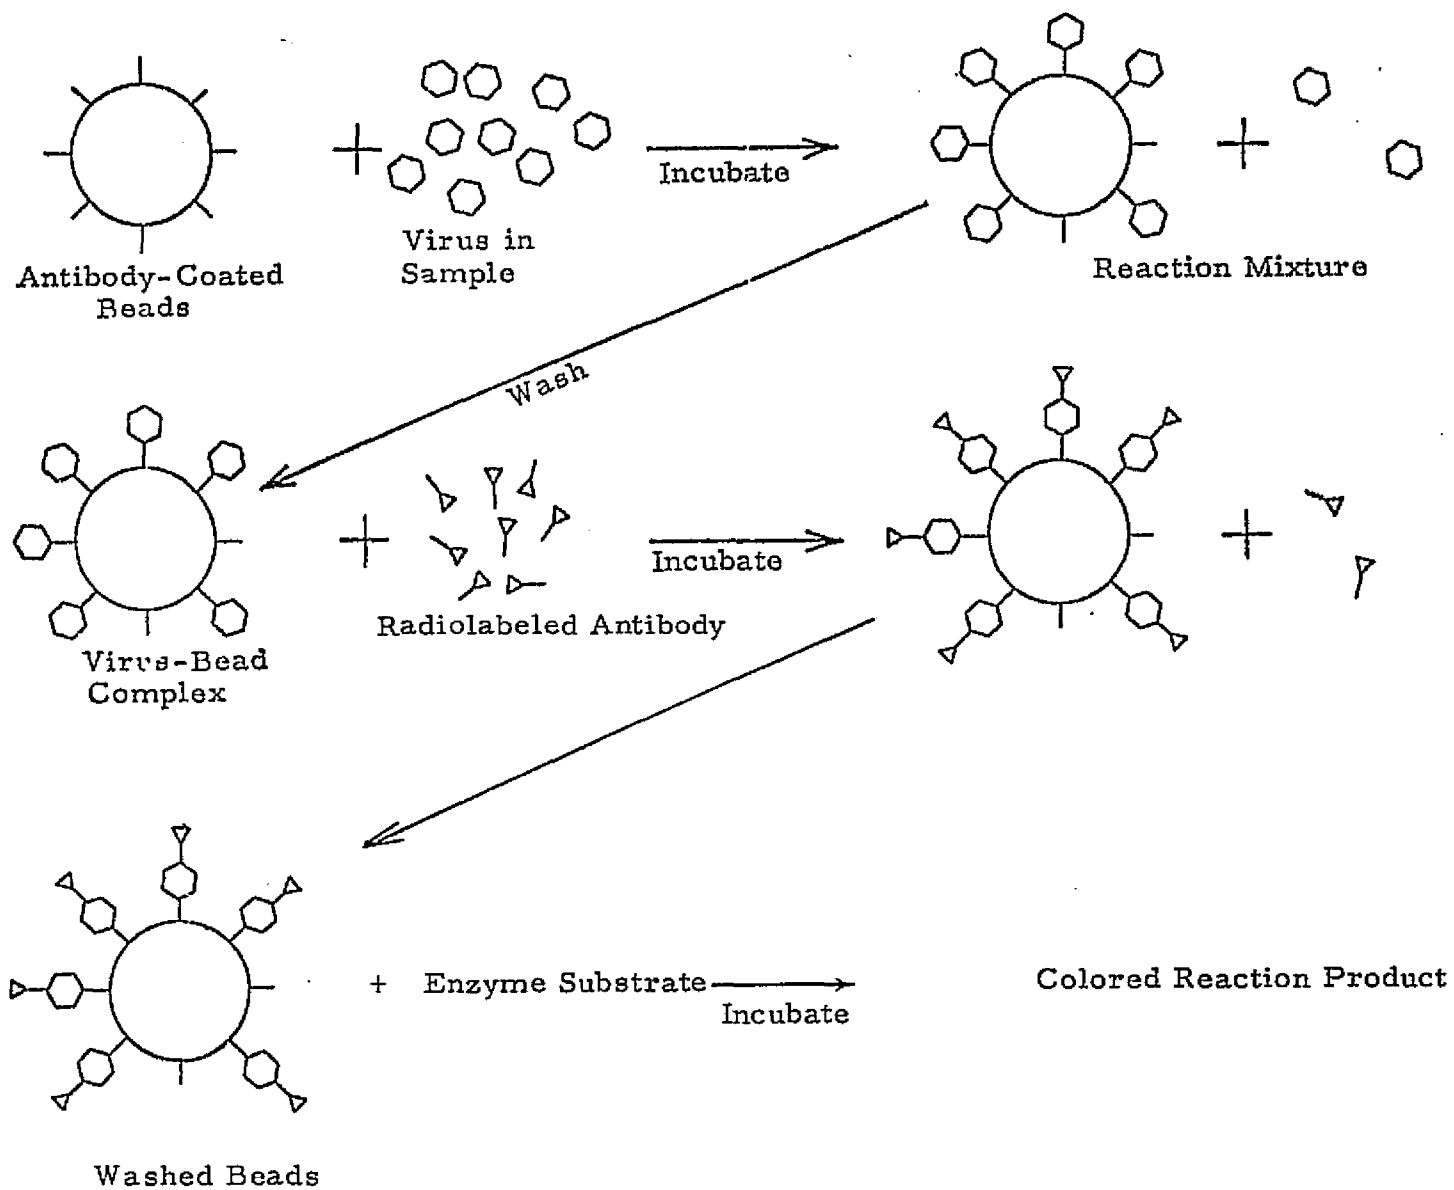 Antibody-Coated
Beads
Virus in
Sample
Incubate
Reaction Mixture
Wash
Virus-Bead
Complex
Radiolabeled Antibody
Incubate
Washed Beads
+ Enzyme Substrate
Incubate
Colored Reaction Product